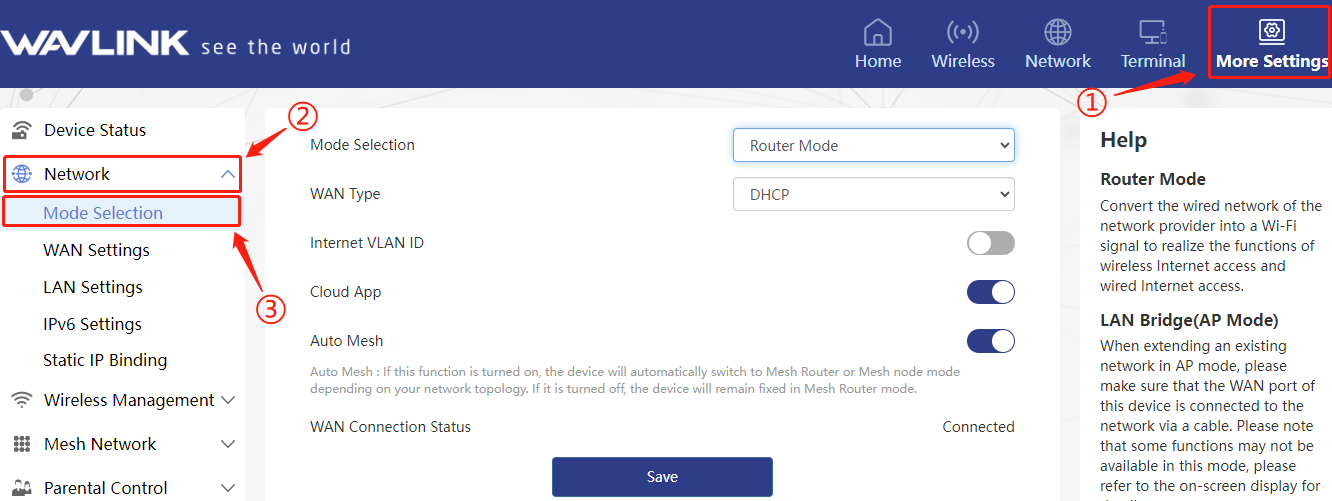 WAVLINK see the world
Home
Wireless
Network
Terminal
More Settings
①
Device Status
②
Network
Mode Selection
WAN Settings
LAN Settings
③
IPv6 Settings
Static IP Binding
Wireless Management
Mesh Network
Parental Control
Mode Selection
Router Mode
WAN Type
DHCP
Internet VLAN ID
Cloud App
Auto Mesh
Auto Mesh : If this function is turned on, the device will automatically switch to Mesh Router or Mesh node mode
depending on your network topology. If it is turned off, the device will remain fixed in Mesh Router mode.
WAN Connection Status
Connected
Save
Help
Router Mode
Convert the wired network of the
network provider into a Wi-Fi
signal to realize the functions of
wireless Internet access and
wired Internet access.
LAN Bridge(AP Mode)
When extending an existing
network in AP mode, please
make sure that the WAN port of
this device is connected to the
network via a cable. Please note
that some functions may not be
available in this mode, please
refer to the on-screen display for